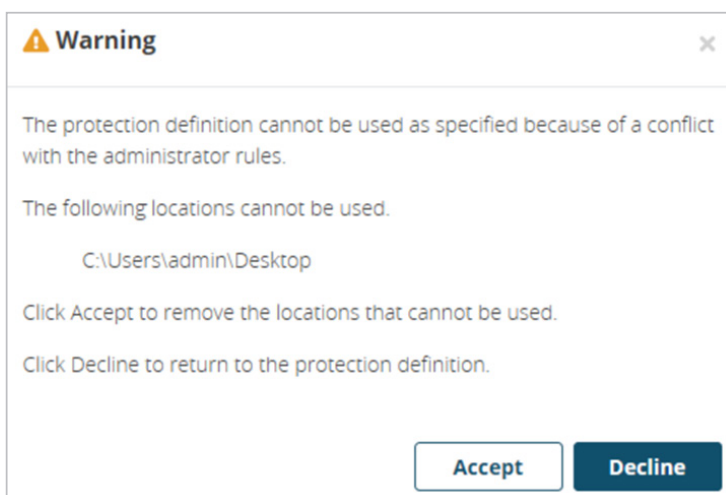 Warning
The protection definition cannot be used as specified because of a conflict
with the administrator rules.
The following locations cannot be used.
C:\Users\admin\Desktop
Click Accept to remove the locations that cannot be used.
Click Decline to return to the protection definition.
Accept
Decline